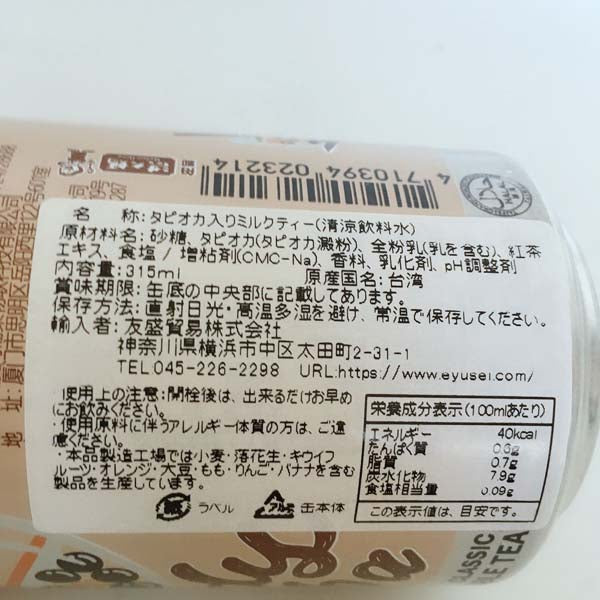 4 710394 023214
HALAL
名 称:タピオカ入りミルクティー(清涼飲料水)
原材料名:砂糖、タピオカ(タピオカ澱粉)、全粉乳(乳を含む)、紅茶
エキス、食塩 / 増粘剤(CMC-Na)、香料、乳化剤、pH調整剤
内容量:315ml 原産国名:台湾
賞味期限:缶底の中央部に記載してあります。
保存方法:直射日光・高温多湿を避け、常温で保存してください。
輸入者:友盛貿易株式会社
神奈川県横浜市中区太田町2-31-1
TEL045-226-2298 URL:https://www.eyusei.com/
・使用上の注意:開栓後は、出来るだけお早め
にお飲みください。
・使用原料に伴うアレルギー体質の方は、ご遠
慮ください。
・本品製造工場では小麦・落花生・キウイフ
ルーツ・オレンジ・大豆・もも・りんご・バナナを含む
製品を生産しています。
紙 ラベル アルミ 缶本体
栄養成分表示(100mlあたり)
エネルギー 40kcal
たんぱく質 0.6g
脂質 0.7g
炭水化物 7.9g
食塩相当量 0.09g
この表示値は、目安です。
CLASSIC
LE TEA